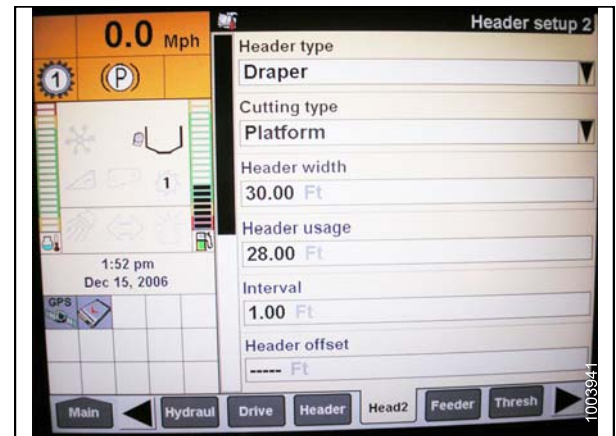 0.0 Mph
Header setup 2
1
(P)
Header type
Draper
Cutting type
Platform
1
Header width
30.00 Ft
Header usage
28.00 Ft
1:52 pm
Dec 15, 2006
Interval
1.00 Ft
GPS
Header offset
----- Ft
Main
Hydraul
Drive
Header
Head2
Feeder
Thresh
1003941